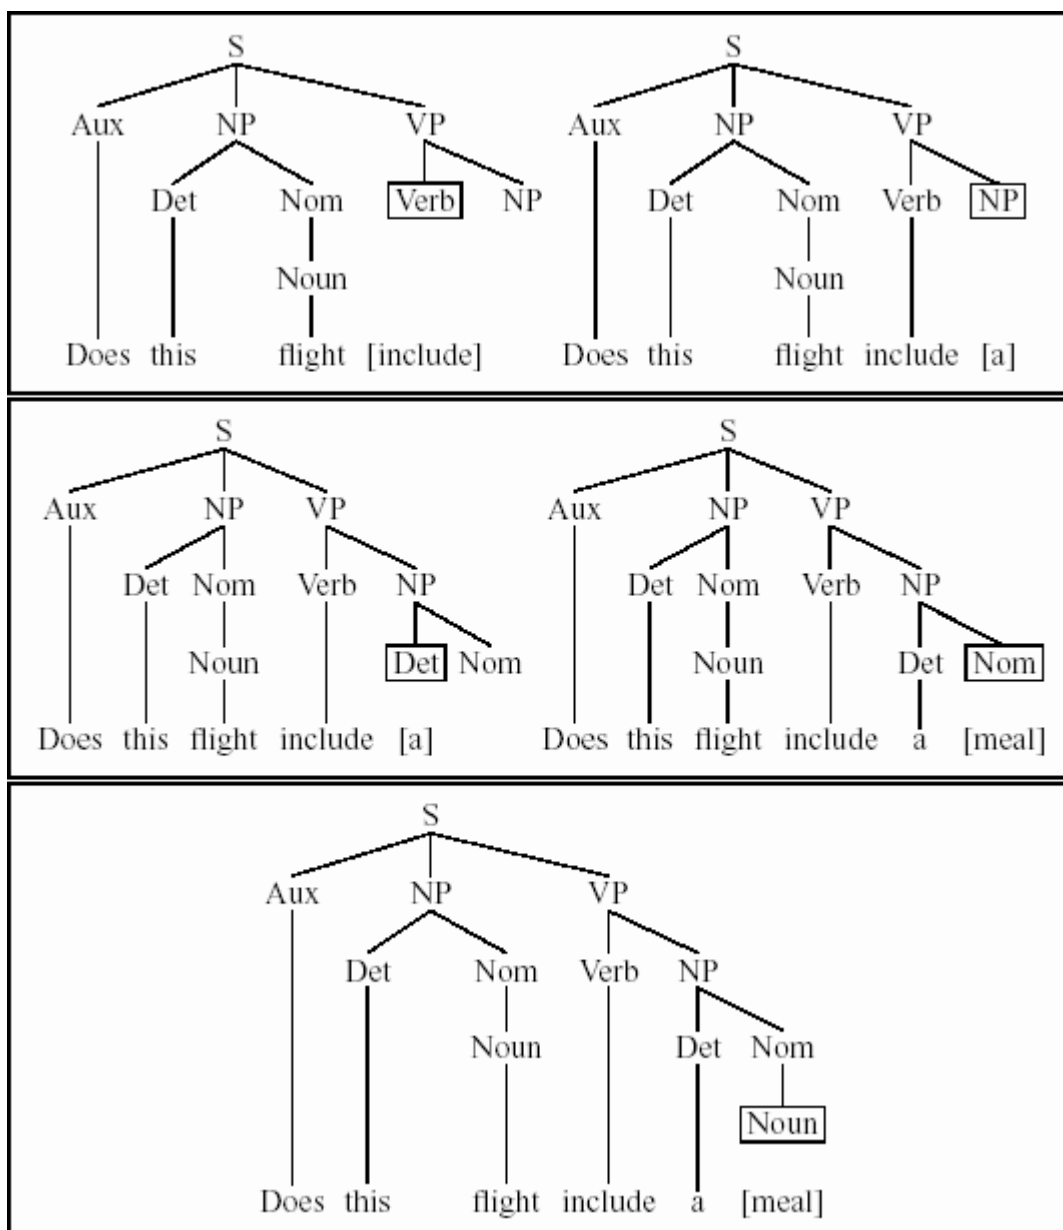 S S
Aux NP VP Aux NP VP
Det Nom Verb NP Det Nom Verb NP
Noun Noun
Does this flight [include] Does this flight include [a]
S S
Aux NP VP Aux NP VP
Det Nom Verb NP Det Nom Verb NP
Noun Det Nom Noun Det Nom
Does this flight include [a] Does this flight include a [meal]
S
Aux NP VP
Det Nom Verb NP
Noun Det Nom
Noun
Does this flight include a [meal]